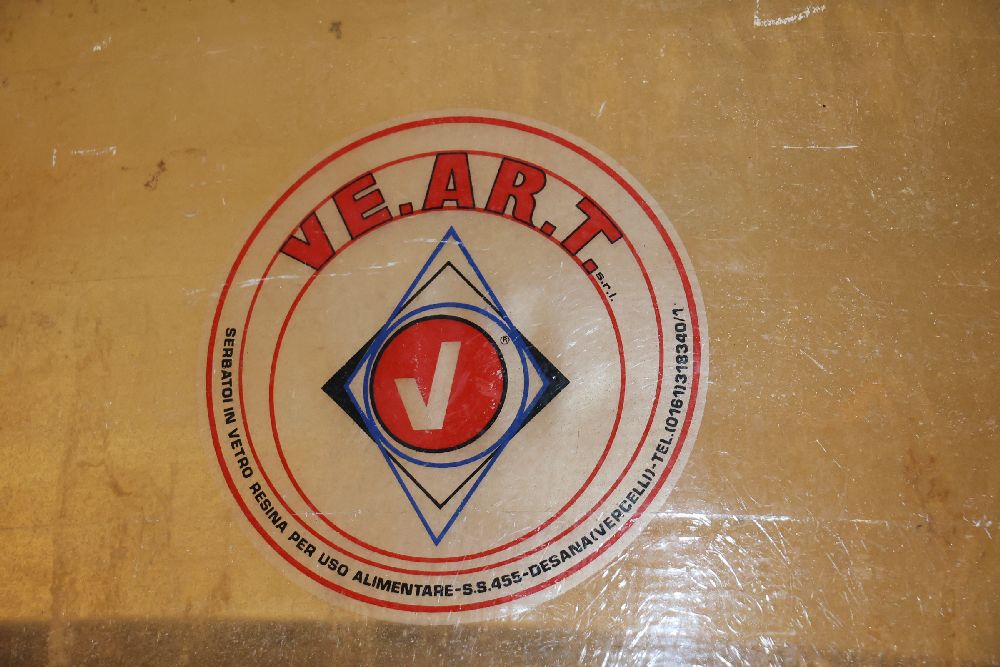 VE.AR.T. s.r.l.
V ®
SERBATOI IN VETRO RESINA PER USO ALIMENTARE-S.S.455-DESANA(VERCELLI)-TEL.(0161)318340/1